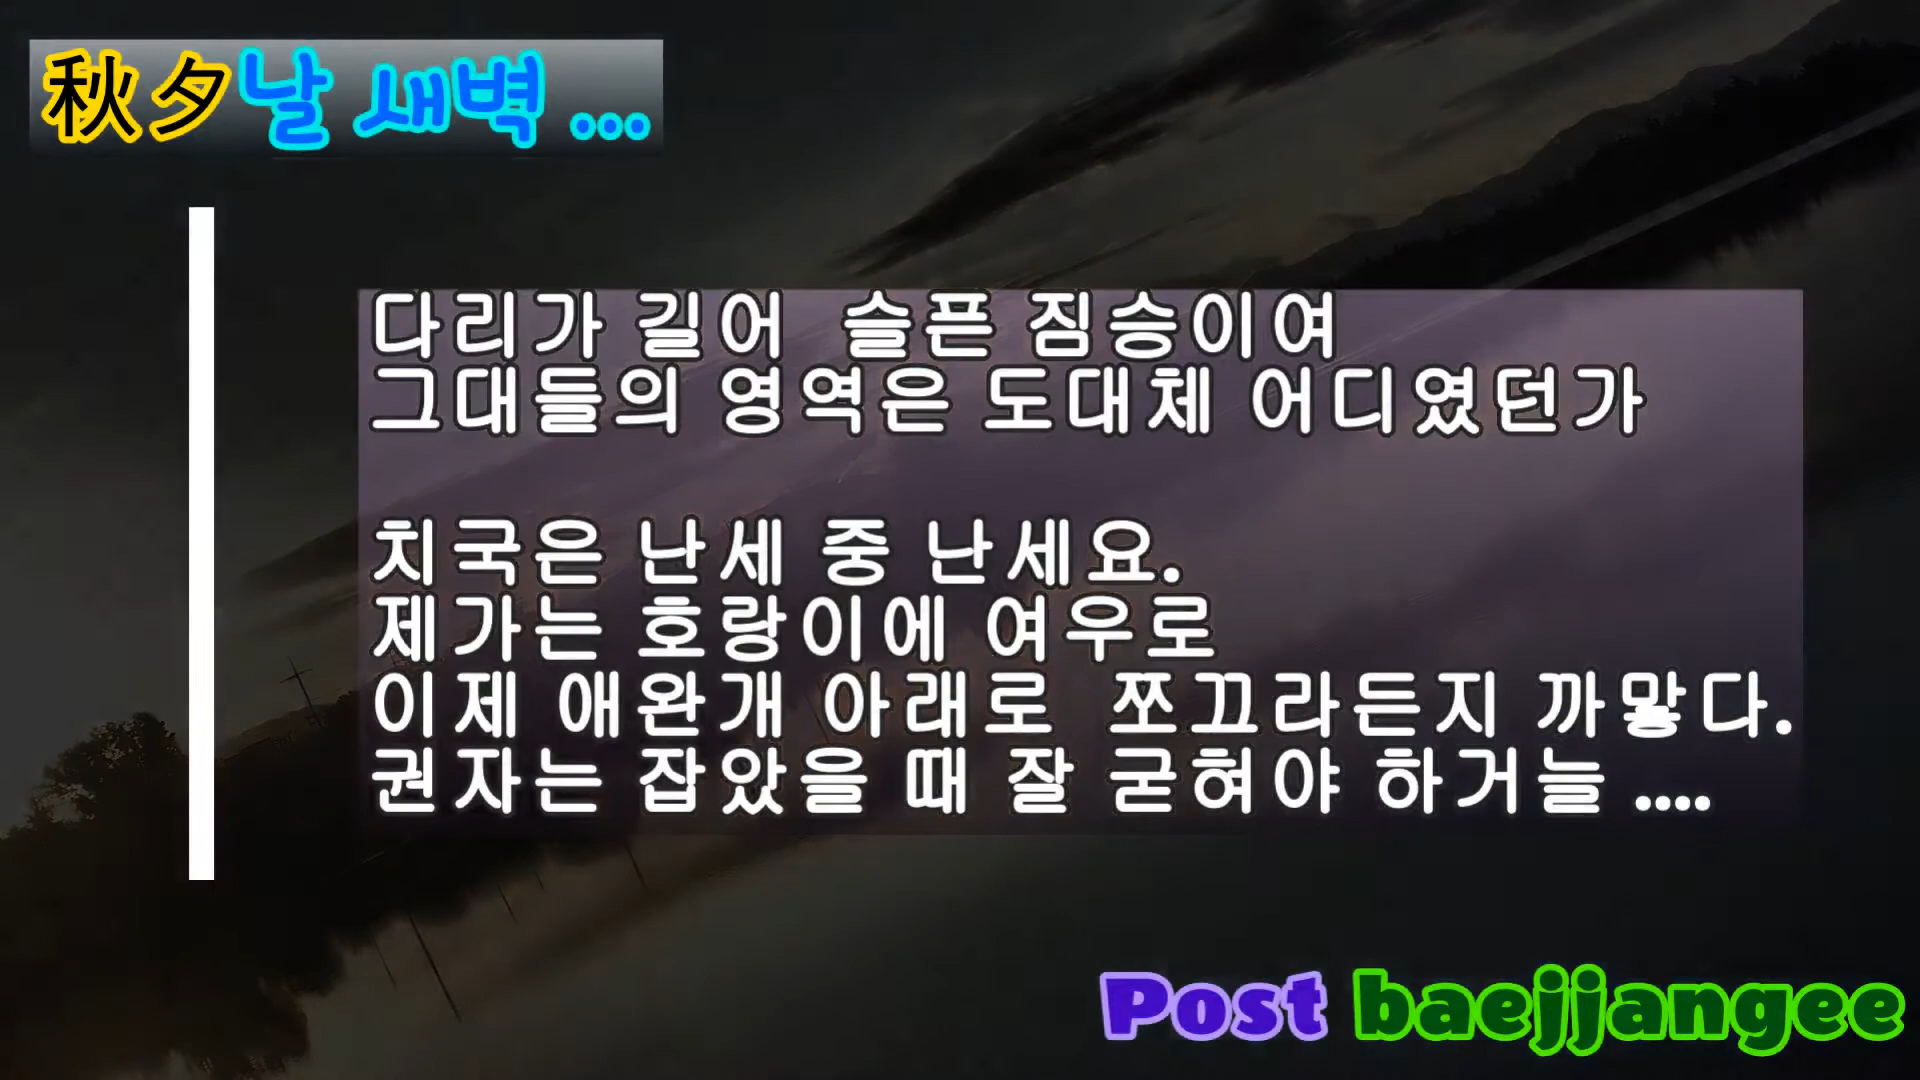 秋夕날 새벽 ...
다리가 길어 슬픈 짐승이여
그대들의 영역은 도대체 어디였던가
치국은 난세 중 난세요.
제가는 호랑이에 여우로
이제 애완개 아래로 쪼끄라든지 까맣다.
권자는 잡았을 때 잘 굳혀야 하거늘 ....
Post baejjangee